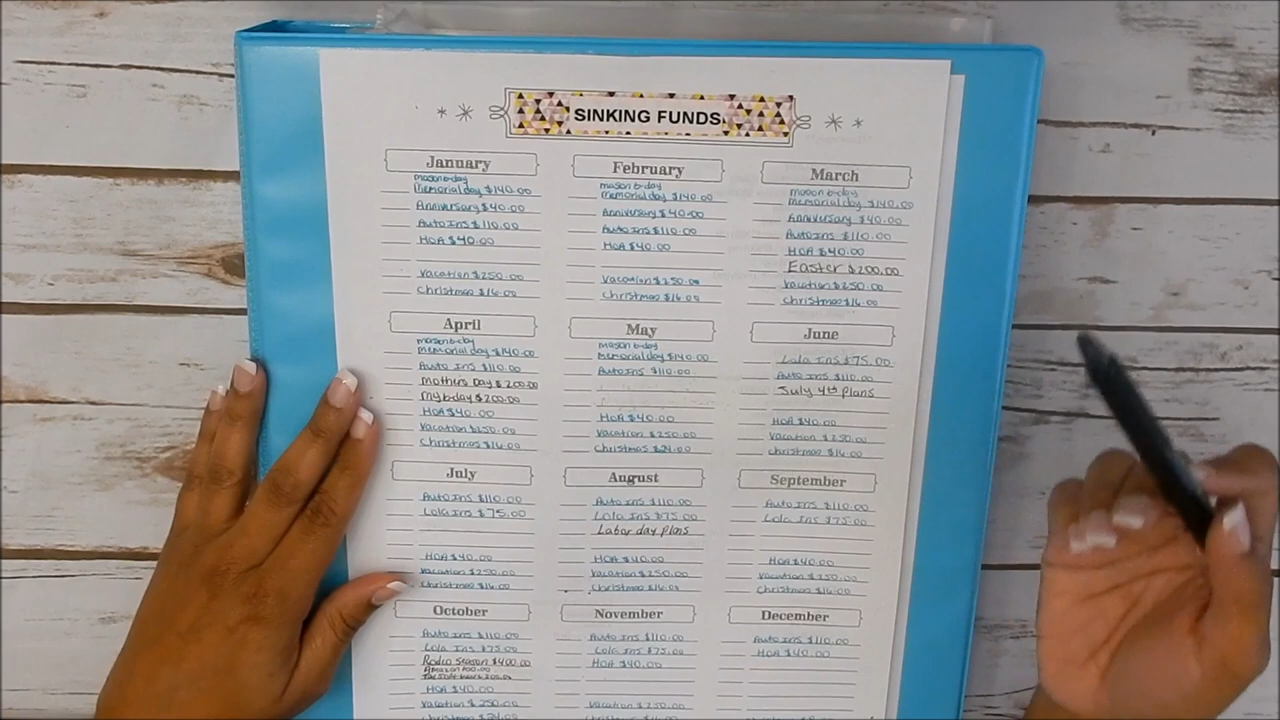 SINKING FUNDS
January
mason b-day
Memorial day $140.00
Anniversary $40.00
Auto Ins $110.00
HOA $40.00
Vacation $250.00
Christmas $16.00
February
mason b-day
memorial day $140.00
Anniversary $40.00
Auto Ins $110.00
HOA $40.00
Vacation $250.00
Christmas $16.00
March
mason b-day
memorial day $140.00
Anniversary $40.00
Auto Ins $110.00
HOA $40.00
Easter $200.00
Vacation $250.00
Christmas $16.00
April
mason b-day
memorial day $140.00
Auto Ins $110.00
Mothers Day $200.00
My b-day $200.00
HOA $40.00
Vacation $250.00
Christmas $16.00
May
mason b-day
memorial day $140.00
Auto Ins $110.00
HOA $40.00
Vacation $250.00
Christmas $24.00
June
Lola Ins $75.00
Auto Ins $110.00
July 4th plans
HOA $40.00
Vacation $250.00
Christmas $16.00
July
Auto Ins $110.00
Lola Ins $75.00
HOA $40.00
Vacation $250.00
Christmas $16.00
August
Auto Ins $110.00
Lola Ins $75.00
Labor day plans
HOA $40.00
Vacation $250.00
Christmas $16.00
September
Auto Ins $110.00
Lola Ins $75.00
HOA $40.00
Vacation $250.00
Christmas $16.00
October
Auto Ins $110.00
Lola Ins $75.00
Rodeo season $400.00
Amazon
HOA $40.00
Vacation $250.00
Christmas $24.00
November
Auto Ins $110.00
Lola Ins $75.00
HOA $40.00
Vacation $250.00
December
Auto Ins $110.00
HOA $40.00